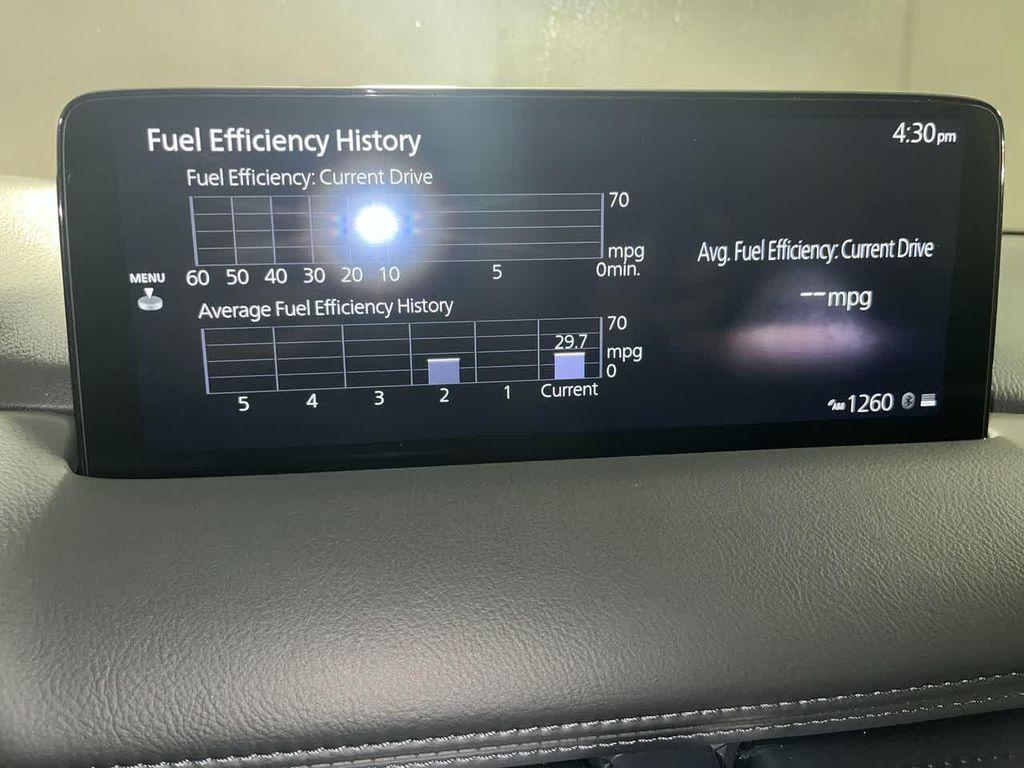 Fuel Efficiency History
4:30pm
Fuel Efficiency: Current Drive
70
mpg
MENU
60 50 40 30 20 10 5 0min.
Avg. Fuel Efficiency: Current Drive
--mpg
Average Fuel Efficiency History
70
29.7
mpg
0
5 4 3 2 1 Current
AM 1260